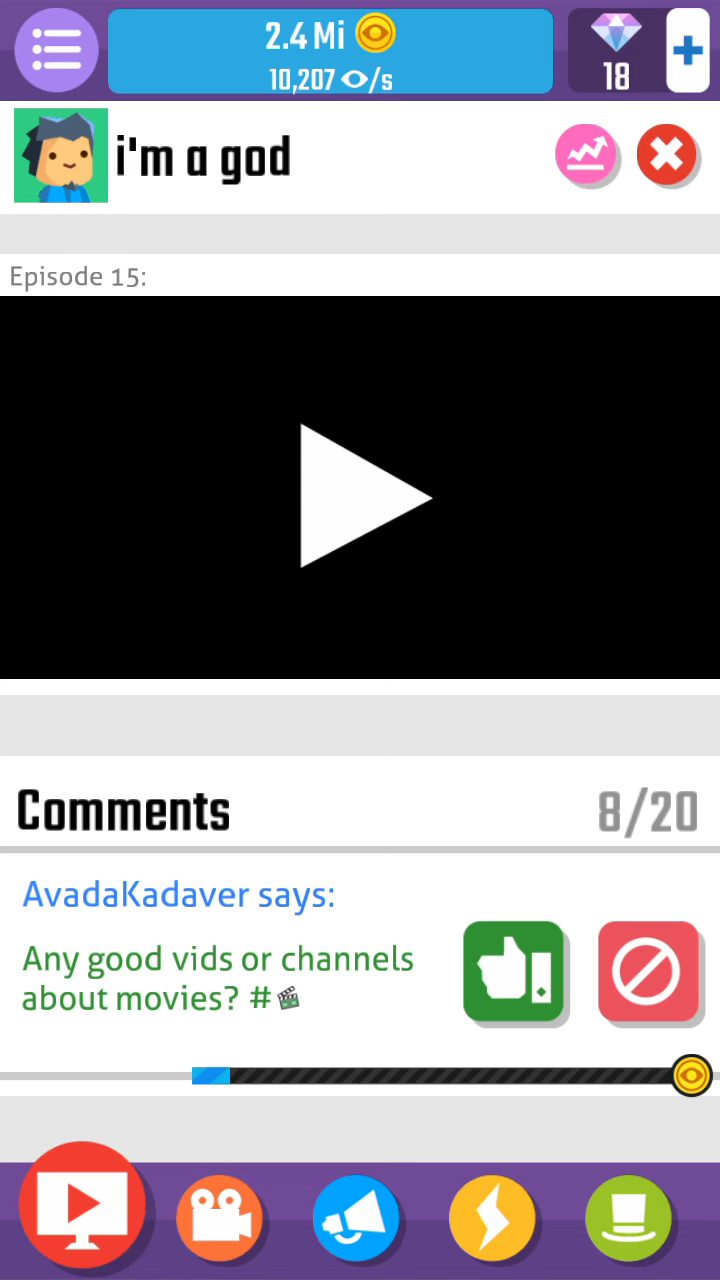 2.4 Mi
10,207 /s
18
i'm a god
Episode 15:
Comments 8/20
AvadaKadaver says:
Any good vids or channels
about movies? #🎬